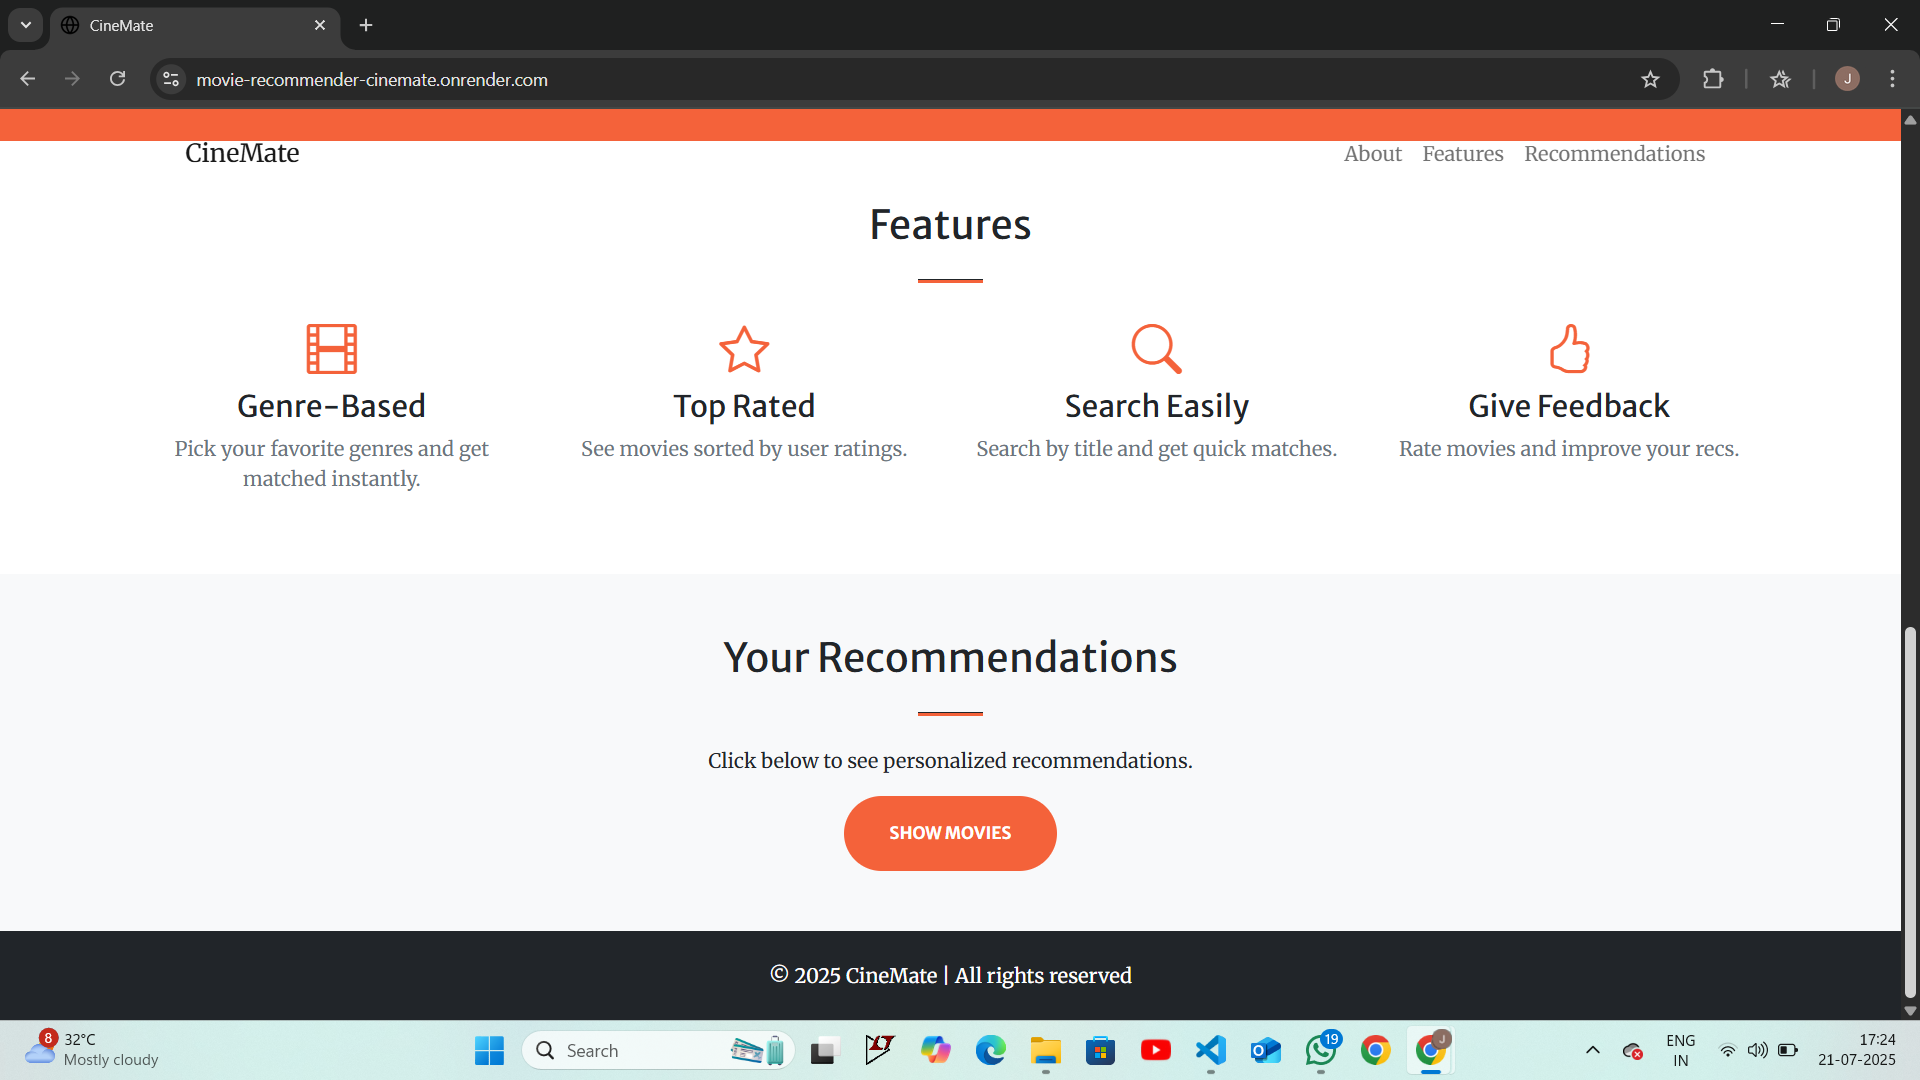 CineMate
movie-recommender-cinemate.onrender.com
J
CineMate
About Features Recommendations
Features
Genre-Based
Pick your favorite genres and get
matched instantly.
Top Rated
See movies sorted by user ratings.
Search Easily
Search by title and get quick matches.
Give Feedback
Rate movies and improve your recs.
Your Recommendations
Click below to see personalized recommendations.
SHOW MOVIES
© 2025 CineMate | All rights reserved
8
32°C
Mostly cloudy
Search
LT
O
19
J
ENG
IN
17:24
21-07-2025